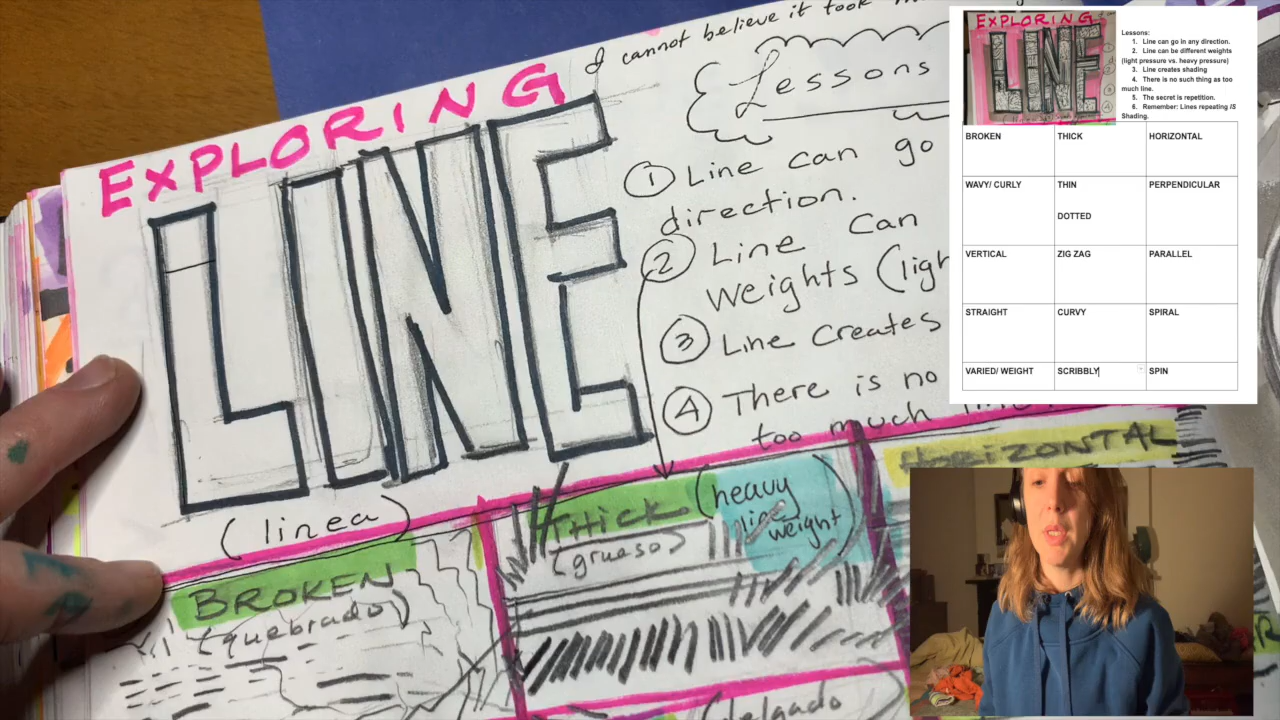 I cannot believe it took
EXPLORING
LINE
(linea)
Lessons
① Line can go
direction.
② Line can
Weights (ligh
③ Line Creates
④ There is no
too much line.
BROKEN
(quebrado)
THICK (heavy
line
weight)
(grueso)
HORIZONTAL
delgado
EXPLORING
LINE
Lessons:
1. Line can go in any direction.
2. Line can be different weights
(light pressure vs. heavy pressure)
3. Line creates shading
4. There is no such thing as too
much line.
5. The secret is repetition.
6. Remember: Lines repeating IS
Shading.
BROKEN THICK HORIZONTAL
WAVY/ CURLY THIN PERPENDICULAR
DOTTED
VERTICAL ZIG ZAG PARALLEL
STRAIGHT CURVY SPIRAL
VARIED/ WEIGHT SCRIBBLY SPIN